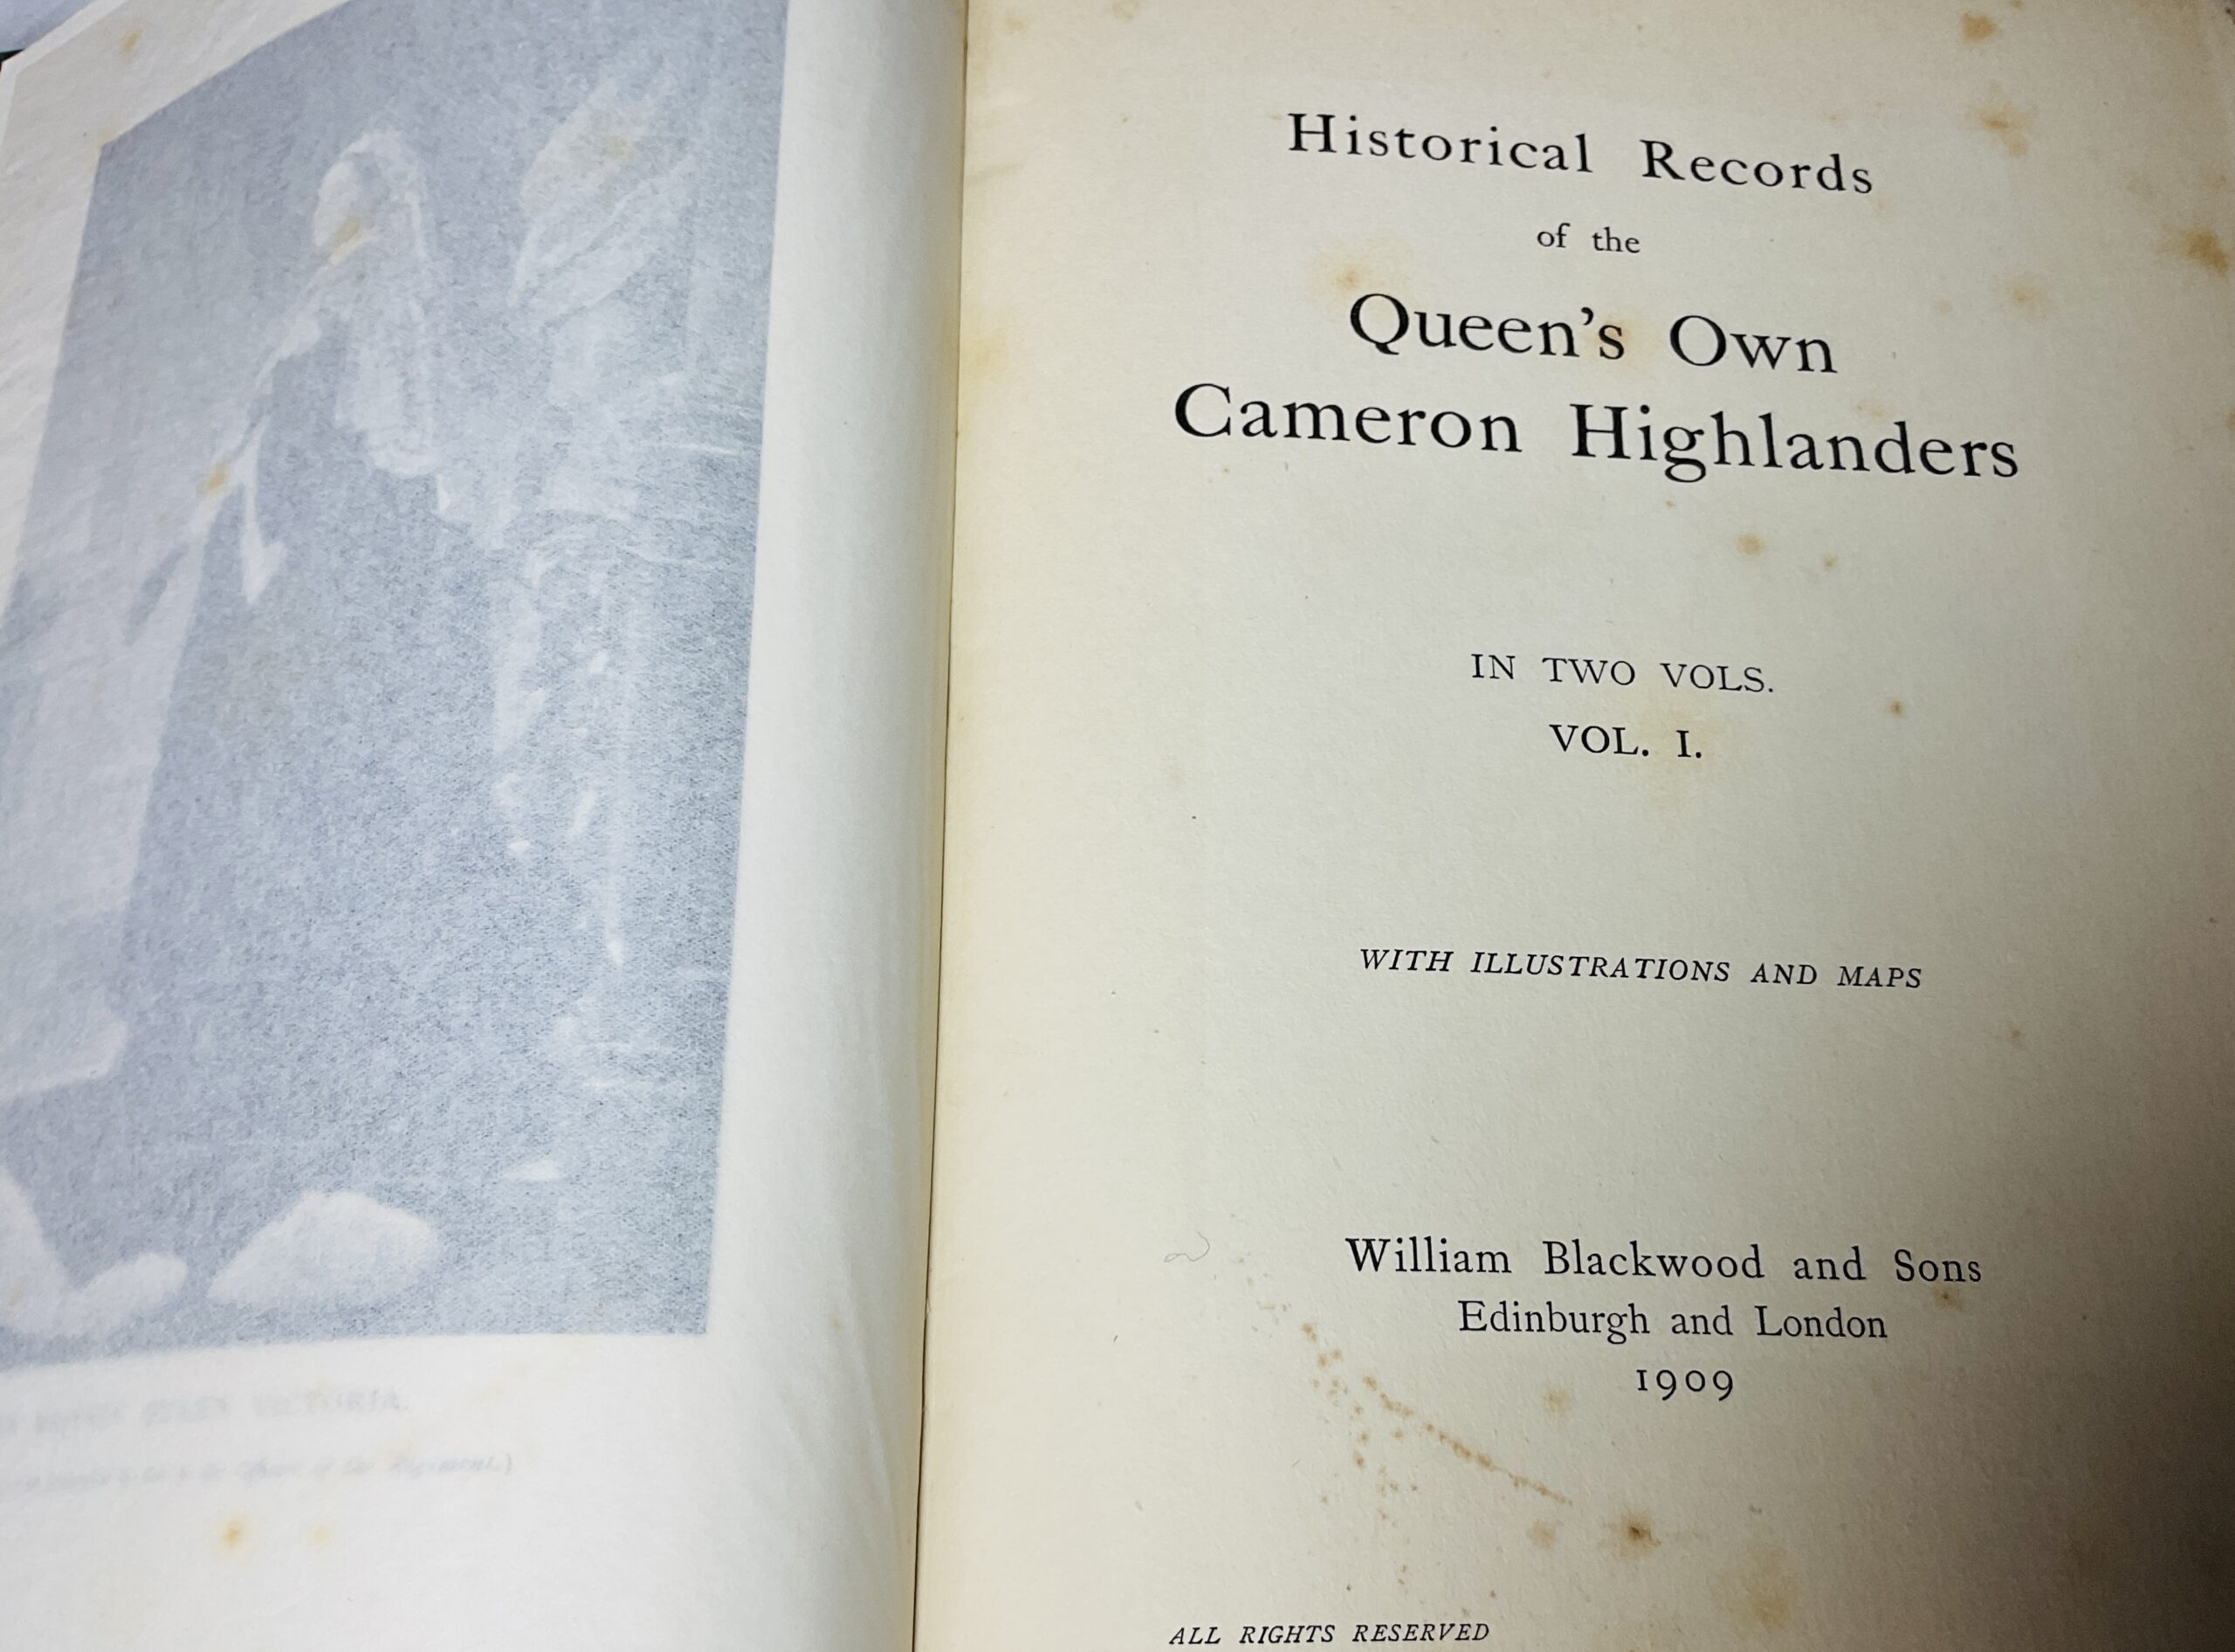 VICTORIA.
Historical Records
of the
Queen's Own
Cameron Highlanders
IN TWO VOLS.
VOL. I.
WITH ILLUSTRATIONS AND MAPS
William Blackwood and Sons
Edinburgh and London
1909
ALL RIGHTS RESERVED